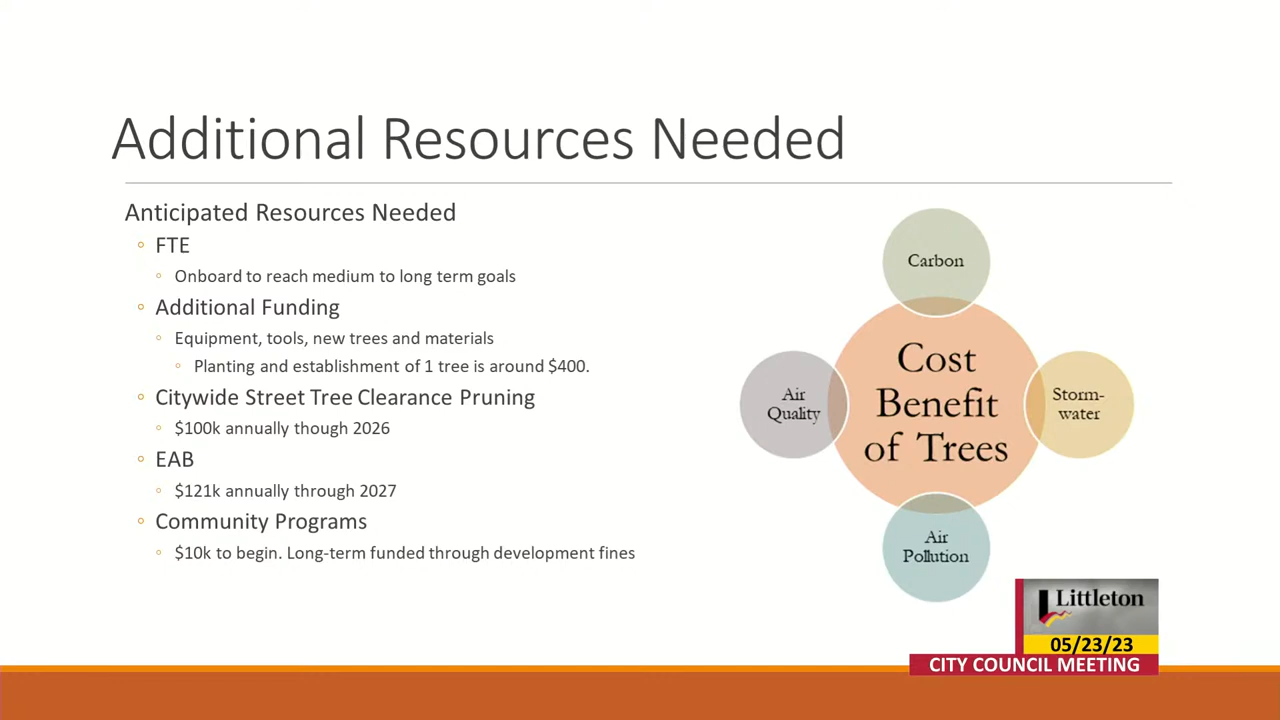 Additional Resources Needed
Anticipated Resources Needed
FTE
Onboard to reach medium to long term goals
Additional Funding
Equipment, tools, new trees and materials
Planting and establishment of 1 tree is around $400.
Citywide Street Tree Clearance Pruning
$100k annually though 2026
EAB
$121k annually through 2027
Community Programs
$10k to begin. Long-term funded through development fines
Carbon
Cost
Benefit
of Trees
Air
Quality
Storm-
water
Air
Pollution
Littleton
05/23/23
CITY COUNCIL MEETING